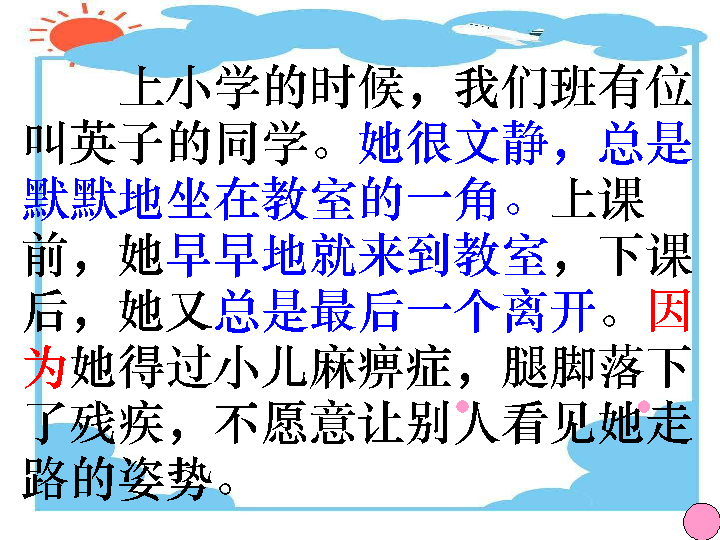 上小学的时候，我们班有位
叫英子的同学。她很文静，总是
默默地坐在教室的一角。上课
前，她早早地就来到教室，下课
后，她又总是最后一个离开。因
为她得过小儿麻痹症，腿脚落下
了残疾，不愿意让别人看见她走
路的姿势。